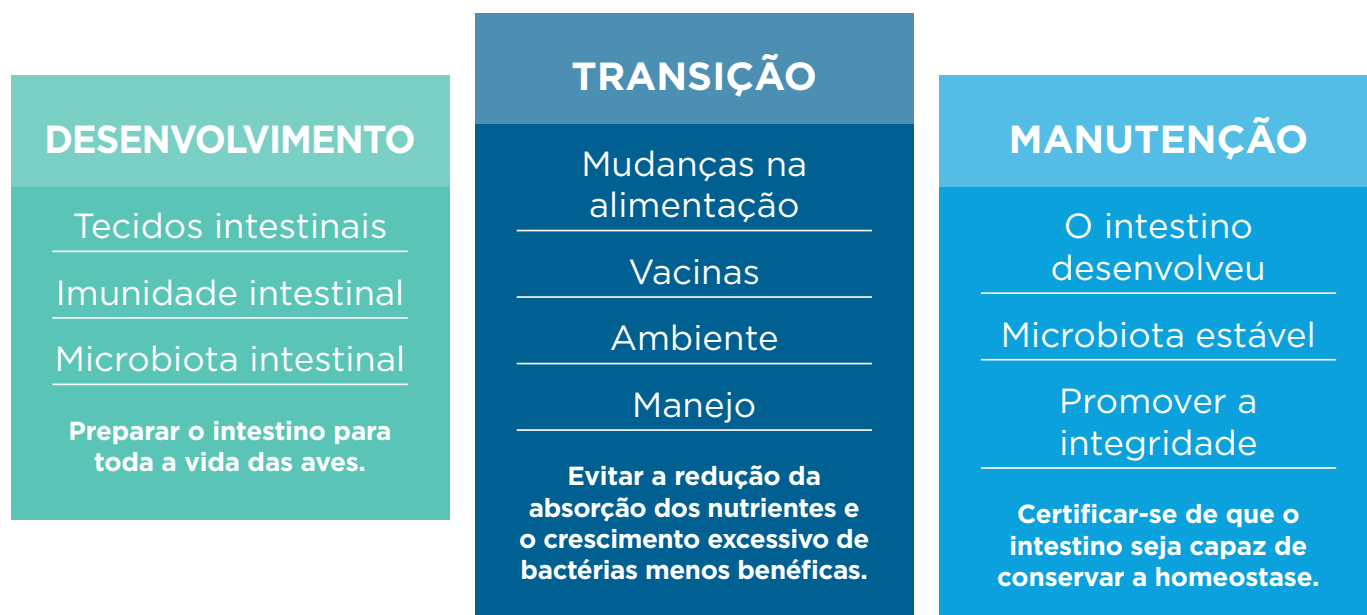 DESENVOLVIMENTO
Tecidos intestinais
Imunidade intestinal
Microbiota intestinal
Preparar o intestino para
toda a vida das aves.
TRANSIÇÃO
Mudanças na
alimentação
Vacinas
Ambiente
Manejo
Evitar a redução da
absorção dos nutrientes e
o crescimento excessivo de
bactérias menos benéficas.
MANUTENÇÃO
O intestino
desenvolveu
Microbiota estável
Promover a
integridade
Certificar-se de que o
intestino seja capaz de
conservar a homeostase.